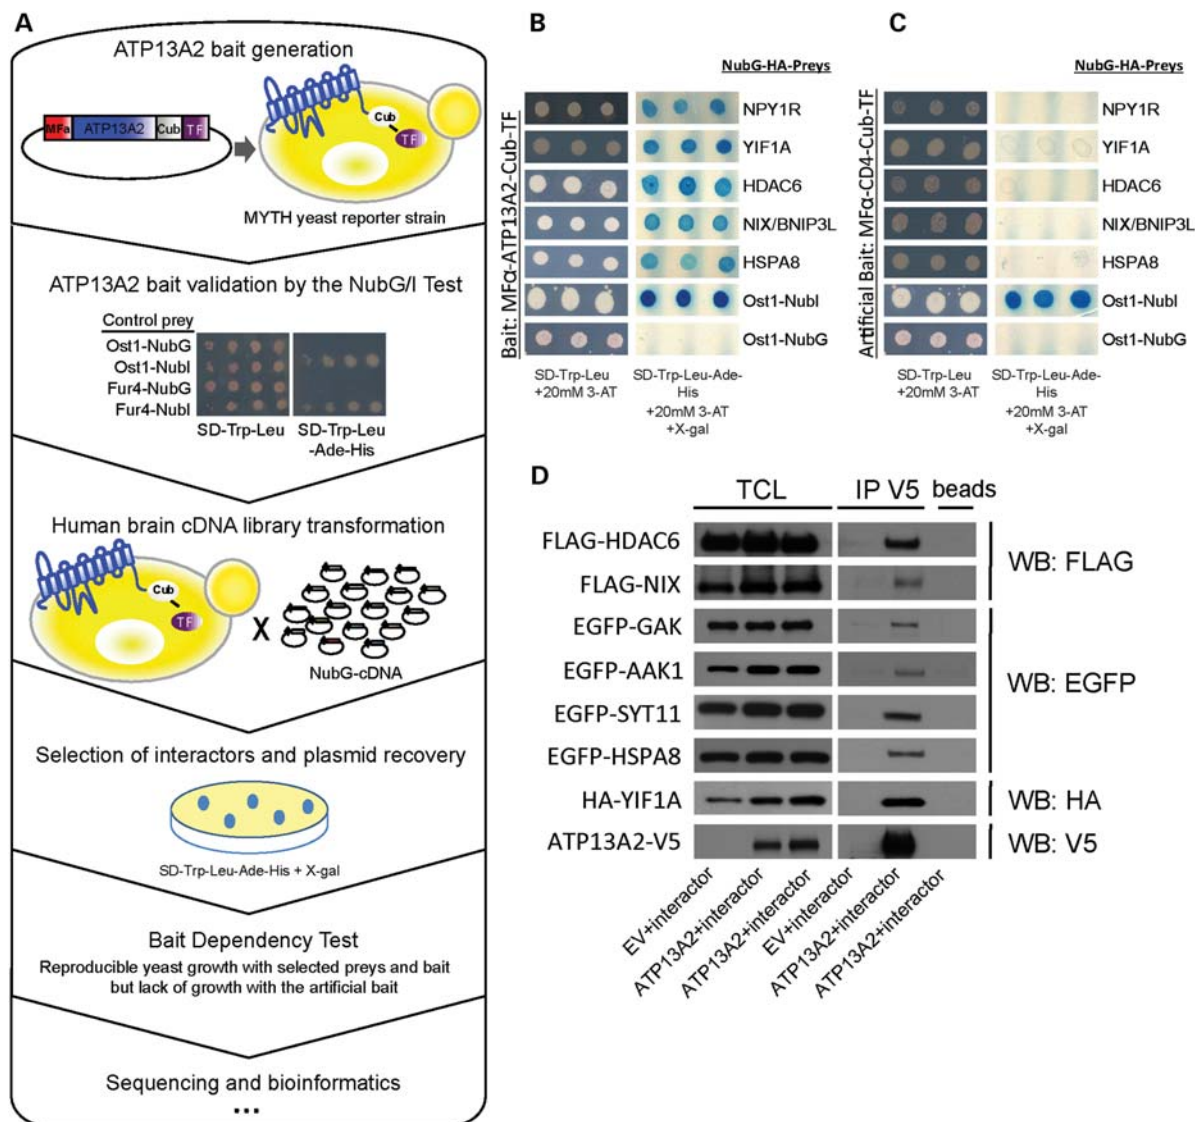 A
ATP13A2 bait generation
MFa ATP13A2 Cub TF
Cub
TF
MYTH yeast reporter strain
ATP13A2 bait validation by the NubG/I Test
Control prey
Ost1-NubG
Ost1-NubI
Fur4-NubG
Fur4-NubI
SD-Trp-Leu
SD-Trp-Leu
-Ade-His
Human brain cDNA library transformation
Cub
TF
X
NubG-cDNA
Selection of interactors and plasmid recovery
SD-Trp-Leu-Ade-His + X-gal
Bait Dependency Test
Reproducible yeast growth with selected preys and bait
but lack of growth with the artificial bait
Sequencing and bioinformatics
...
B
NubG-HA-Preys
Bait: MFα-ATP13A2-Cub-TF
NPY1R
YIF1A
HDAC6
NIX/BNIP3L
HSPA8
Ost1-NubI
Ost1-NubG
SD-Trp-Leu
+20mM 3-AT
SD-Trp-Leu-Ade-
His
+20mM 3-AT
+X-gal
C
NubG-HA-Preys
Artificial Bait: MFα-CD4-Cub-TF
NPY1R
YIF1A
HDAC6
NIX/BNIP3L
HSPA8
Ost1-NubI
Ost1-NubG
SD-Trp-Leu
+20mM 3-AT
SD-Trp-Leu-Ade-
His
+20mM 3-AT
+X-gal
D
TCL
IP V5
beads
FLAG-HDAC6
FLAG-NIX
WB: FLAG
EGFP-GAK
EGFP-AAK1
EGFP-SYT11
EGFP-HSPA8
WB: EGFP
HA-YIF1A
WB: HA
ATP13A2-V5
WB: V5
EV+interactor
ATP13A2+interactor
ATP13A2+interactor
EV+interactor
ATP13A2+interactor
ATP13A2+interactor